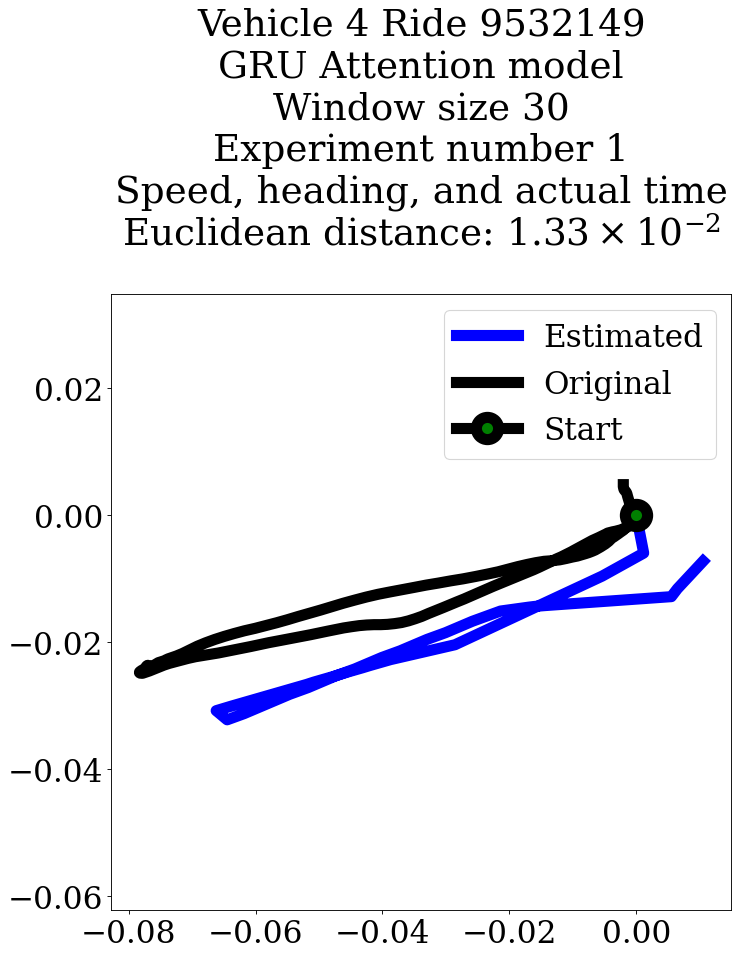 Vehicle 4 Ride 9532149
GRU Attention model
Window size 30
Experiment number 1
Speed, heading, and actual time
Euclidean distance: 1.33 × 10⁻²
Estimated
Original
Start
0.02
0.00
−0.02
−0.04
−0.06
−0.08 −0.06 −0.04 −0.02 0.00